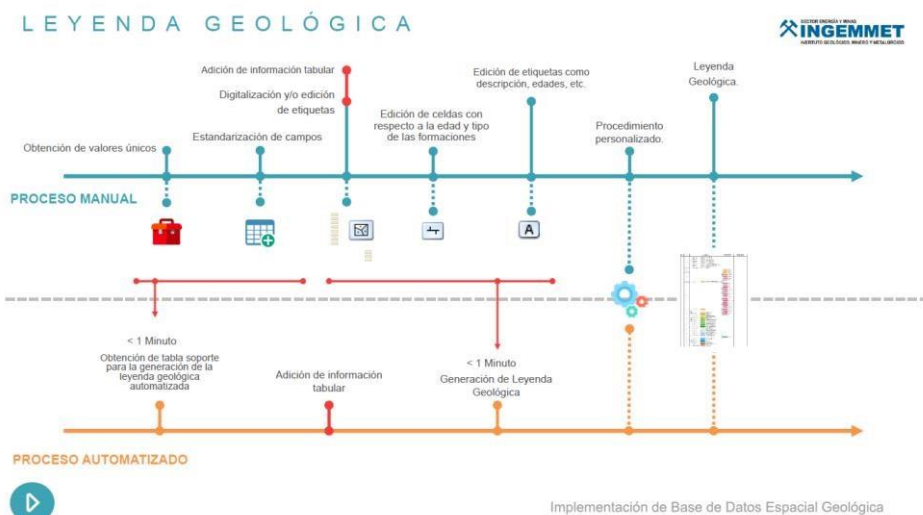 LEYENDA GEOLÓGICA
SECTOR ENERGÍA Y MINAS
INGEMMET
INSTITUTO GEOLÓGICO, MINERO Y METALÚRGICO
Adición de información tabular
Digitalización y/o edición
de etiquetas
Edición de etiquetas como
descripción, edades, etc.
Leyenda
Geológica.
Obtención de valores únicos
Estandarización de campos
Edición de celdas con
respecto a la edad y tipo
de las formaciones
Procedimiento
personalizado.
PROCESO MANUAL
A
< 1 Minuto
Obtención de tabla soporte
para la generación de la
leyenda geológica
automatizada
Adición de información
tabular
< 1 Minuto
Generación de Leyenda
Geológica
PROCESO AUTOMATIZADO
Implementación de Base de Datos Espacial Geológica